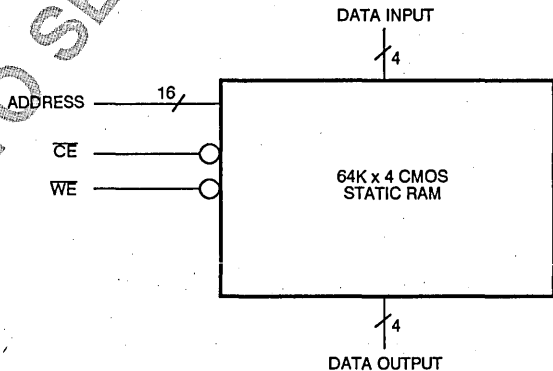 DATA INPUT
4
ADDRESS
16
CE
WE
64K x 4 CMOS
STATIC RAM
4
DATA OUTPUT